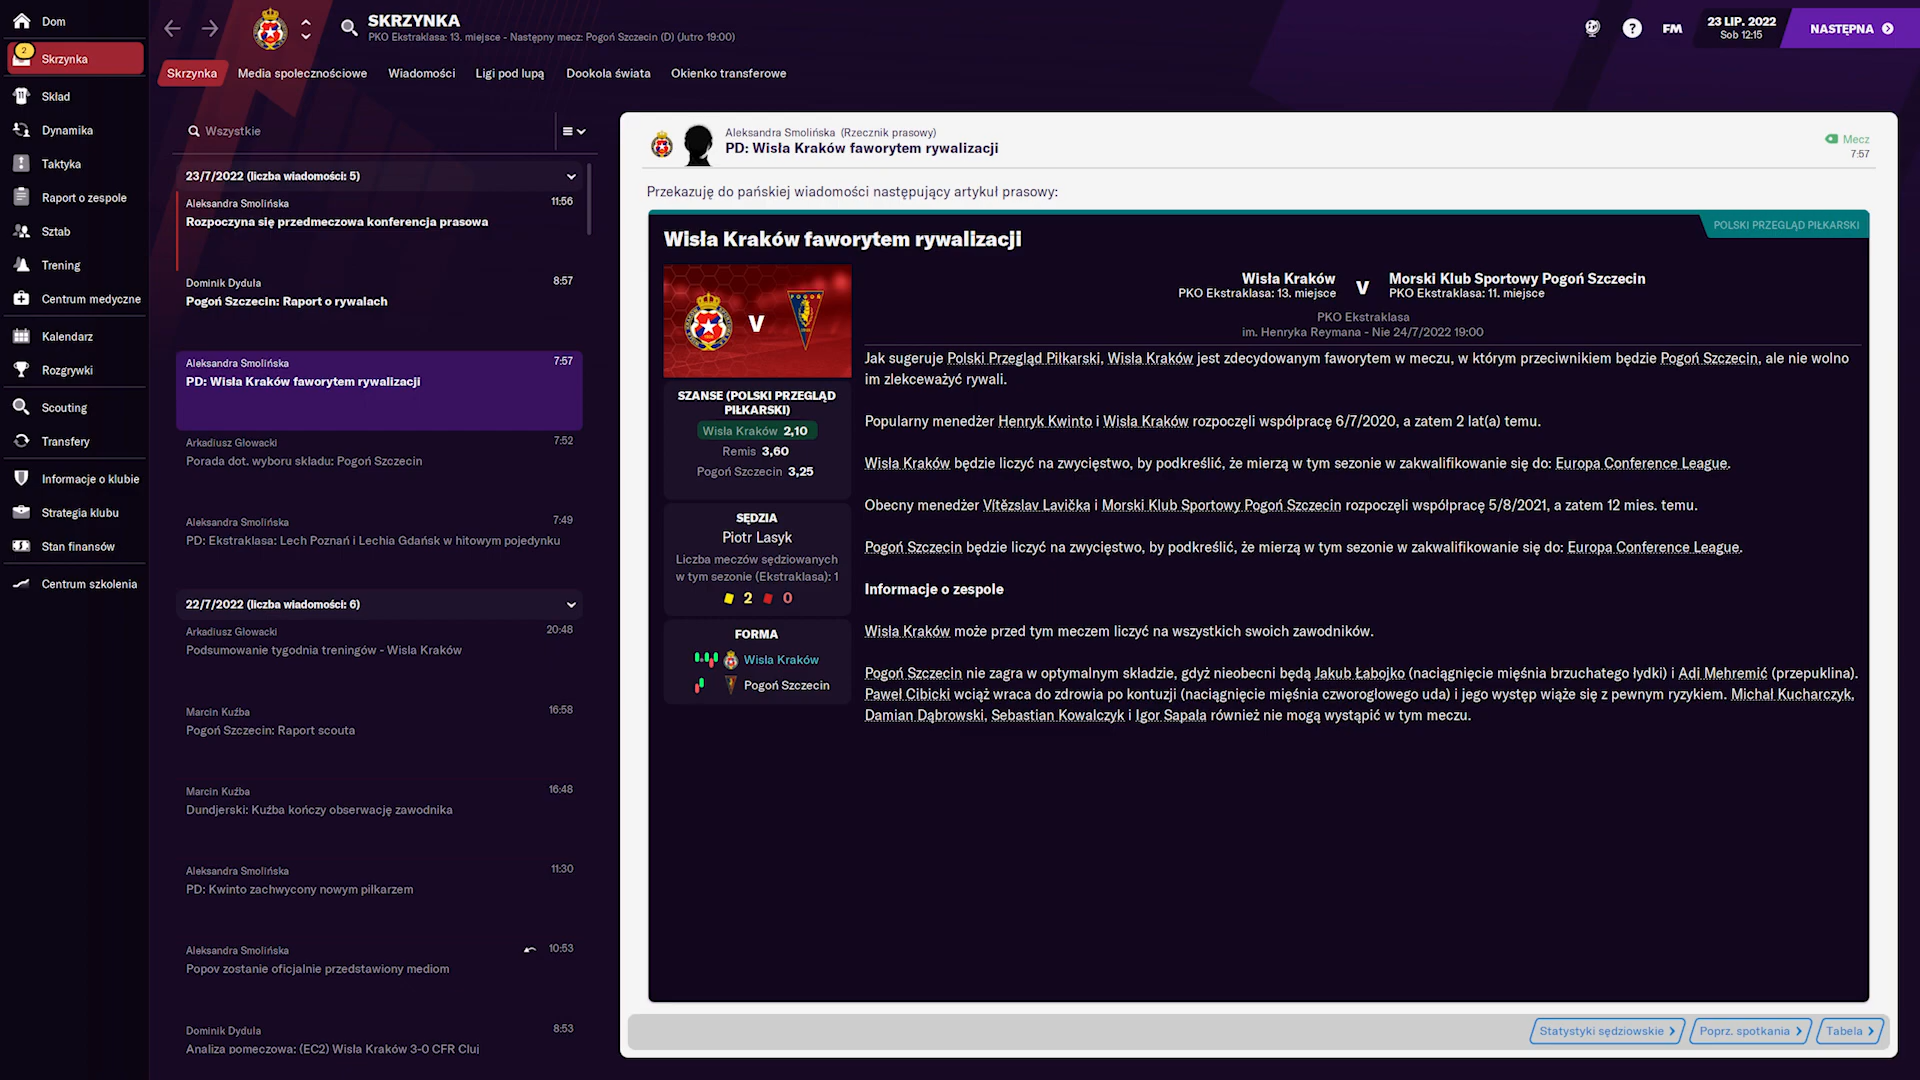 Dom
2
Skrzynka
Skład
Dynamika
Taktyka
Raport o zespole
Sztab
Trening
Centrum medyczne
Kalendarz
Rozgrywki
Scouting
Transfery
Informacje o klubie
Strategia klubu
Stan finansów
Centrum szkolenia
SKRZYNKA
PKO Ekstraklasa: 13. miejsce - Następny mecz: Pogoń Szczecin (D) (Jutro 19:00)
FM
23 LIP. 2022
Sob 12:15
NASTĘPNA
Skrzynka Media społecznościowe Wiadomości Ligi pod lupą Dookoła świata Okienko transferowe
Wszystkie
23/7/2022 (liczba wiadomości: 5)
Aleksandra Smolińska 11:56
Rozpoczyna się przedmeczowa konferencja prasowa
Dominik Dyduła 8:57
Pogoń Szczecin: Raport o rywalach
Aleksandra Smolińska 7:57
PD: Wisła Kraków faworytem rywalizacji
Arkadiusz Głowacki 7:52
Porada dot. wyboru składu: Pogoń Szczecin
Aleksandra Smolińska 7:49
PD: Ekstraklasa: Lech Poznań i Lechia Gdańsk w hitowym pojedynku
22/7/2022 (liczba wiadomości: 6)
Arkadiusz Głowacki 20:48
Podsumowanie tygodnia treningów - Wisła Kraków
Marcin Kuźba 16:58
Pogoń Szczecin: Raport scouta
Marcin Kuźba 16:48
Dundjerski: Kuźba kończy obserwację zawodnika
Aleksandra Smolińska 11:30
PD: Kwinto zachwycony nowym piłkarzem
Aleksandra Smolińska 10:53
Popov zostanie oficjalnie przedstawiony mediom
Dominik Dyduła 8:53
Analiza pomeczowa: (EC2) Wisła Kraków 3-0 CFR Cluj
Aleksandra Smolińska (Rzecznik prasowy)
PD: Wisła Kraków faworytem rywalizacji
Mecz
7:57
Przekazuję do pańskiej wiadomości następujący artykuł prasowy:
POLSKI PRZEGLĄD PIŁKARSKI
Wisła Kraków faworytem rywalizacji
V
POGOŃ
SZANSE (POLSKI PRZEGLĄD
PIŁKARSKI)
Wisła Kraków 2,10
Remis 3,60
Pogoń Szczecin 3,25
SĘDZIA
Piotr Lasyk
Liczba meczów sędziowanych
w tym sezonie (Ekstraklasa): 1
2 0
FORMA
Wisła Kraków
Pogoń Szczecin
Wisła Kraków V Morski Klub Sportowy Pogoń Szczecin
PKO Ekstraklasa: 13. miejsce PKO Ekstraklasa: 11. miejsce
PKO Ekstraklasa
im. Henryka Reymana - Nie 24/7/2022 19:00
Jak sugeruje Polski Przegląd Piłkarski, Wisła Kraków jest zdecydowanym faworytem w meczu, w którym przeciwnikiem będzie Pogoń Szczecin, ale nie wolno
im zlekceważyć rywali.
Popularny menedżer Henryk Kwinto i Wisła Kraków rozpoczęli współpracę 6/7/2020, a zatem 2 lat(a) temu.
Wisła Kraków będzie liczyć na zwycięstwo, by podkreślić, że mierzą w tym sezonie w zakwalifikowanie się do: Europa Conference League.
Obecny menedżer Vítězslav Lavička i Morski Klub Sportowy Pogoń Szczecin rozpoczęli współpracę 5/8/2021, a zatem 12 mies. temu.
Pogoń Szczecin będzie liczyć na zwycięstwo, by podkreślić, że mierzą w tym sezonie w zakwalifikowanie się do: Europa Conference League.
Informacje o zespole
Wisła Kraków może przed tym meczem liczyć na wszystkich swoich zawodników.
Pogoń Szczecin nie zagra w optymalnym składzie, gdyż nieobecni będą Jakub Łabojko (naciągnięcie mięśnia brzuchatego łydki) i Adi Mehremić (przepuklina).
Paweł Cibicki wciąż wraca do zdrowia po kontuzji (naciągnięcie mięśnia czworogłowego uda) i jego występ wiąże się z pewnym ryzykiem. Michał Kucharczyk,
Damian Dąbrowski, Sebastian Kowalczyk i Igor Sapała również nie mogą wystąpić w tym meczu.
Statystyki sędziowskie Poprz. spotkania Tabela